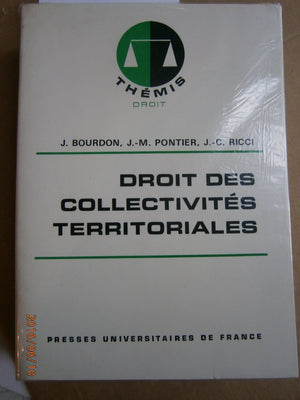 THÉMIS
DROIT
J. BOURDON, J.-M. PONTIER, J.-C. RICCI
DROIT DES
COLLECTIVITÉS
TERRITORIALES
PRESSES UNIVERSITAIRES DE FRANCE